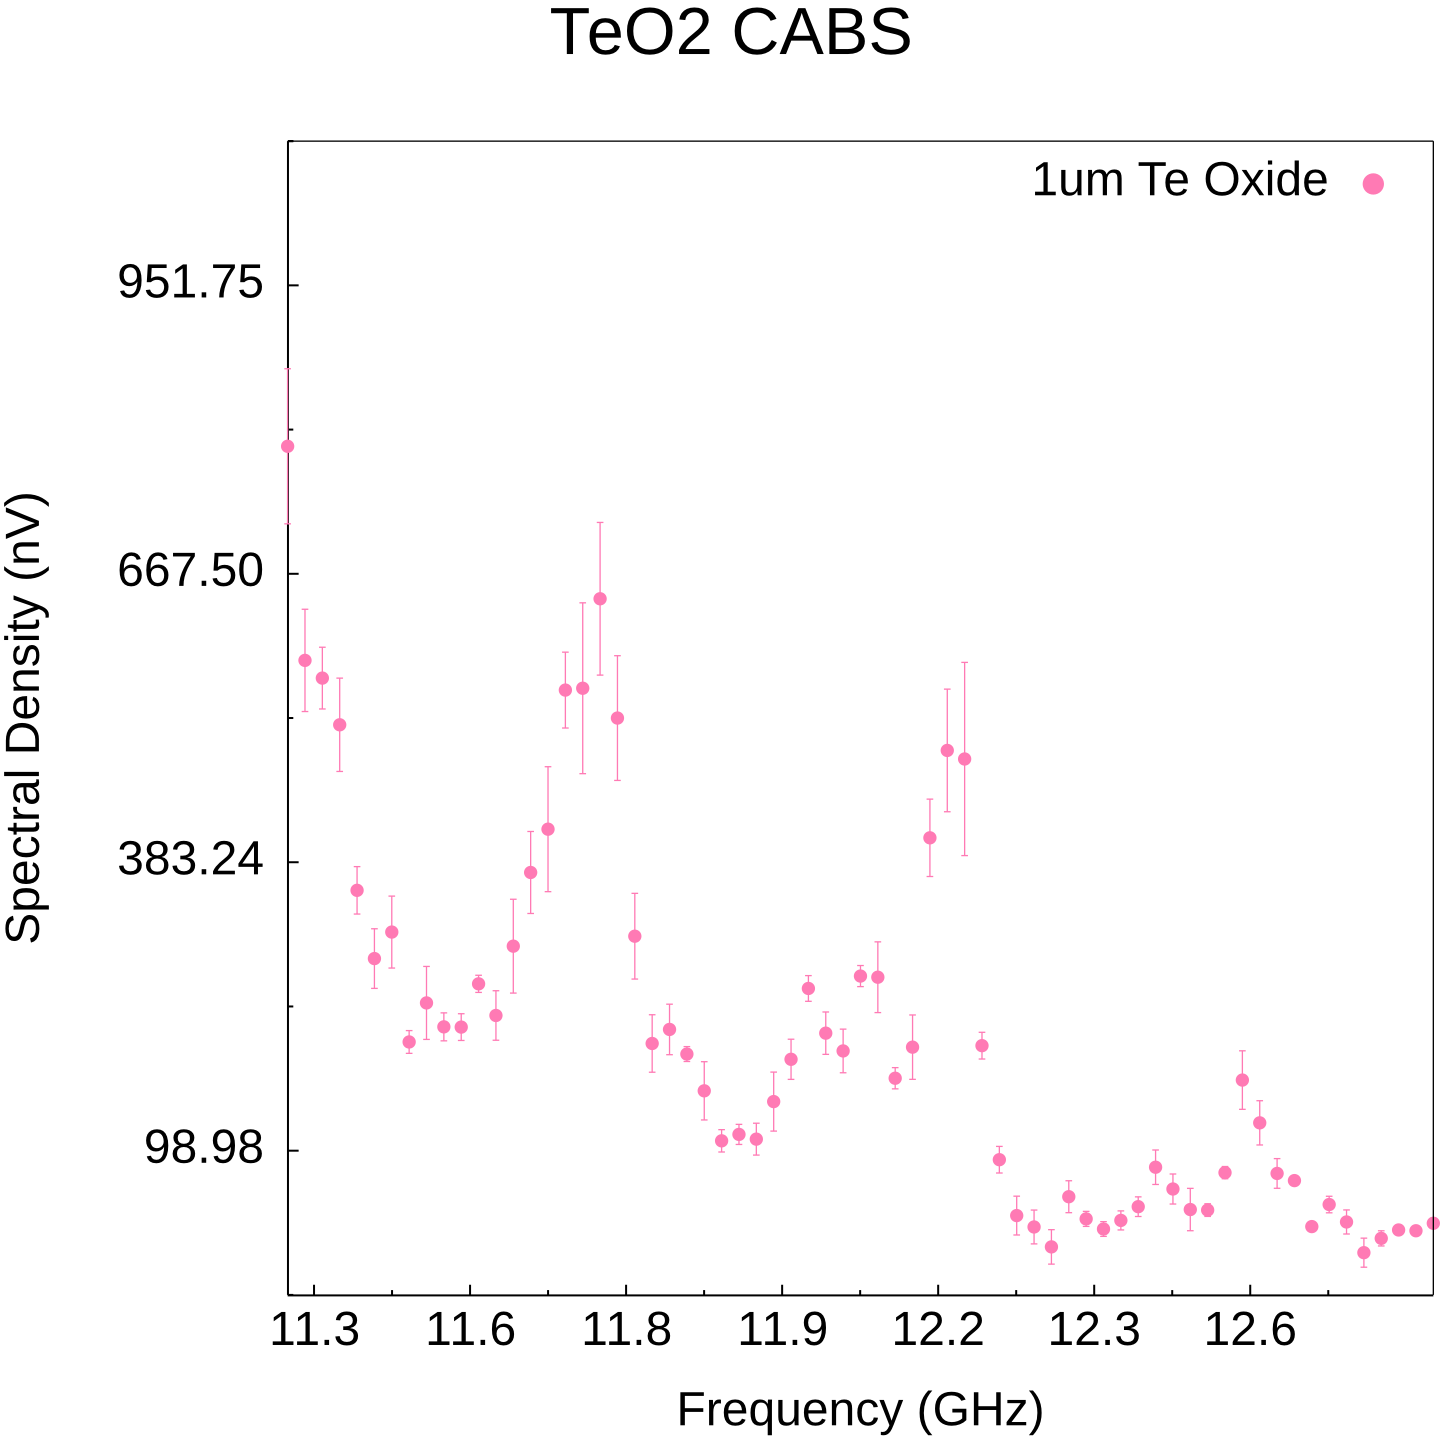 TeO2 CABS
1um Te Oxide
951.75
667.50
383.24
98.98
Spectral Density (nV)
11.3 11.6 11.8 11.9 12.2 12.3 12.6
Frequency (GHz)